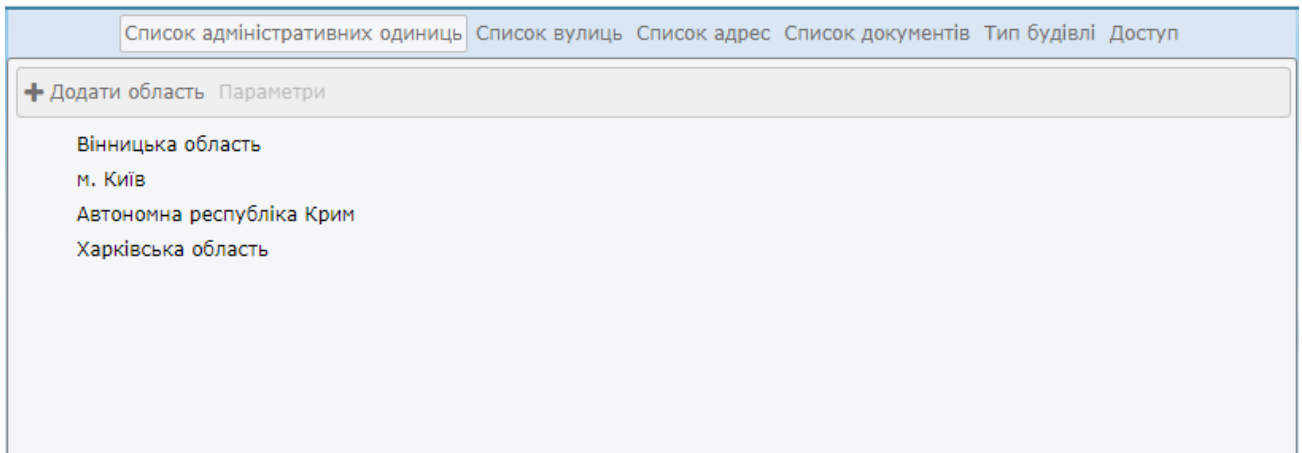 Список адміністративних одиниць Список вулиць Список адрес Список документів Тип будівлі Доступ
Додати область Параметри
Вінницька область
м. Київ
Автономна республіка Крим
Харківська область